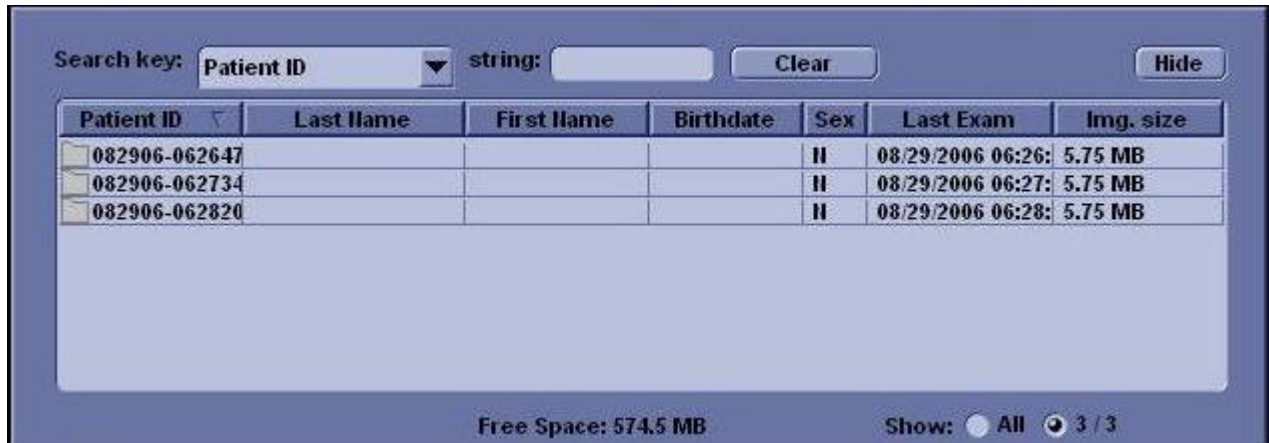 Search key: Patient ID string: Clear Hide
Patient ID Last Name First Name Birthdate Sex Last Exam Img. size
082906-062647 N 08/29/2006 06:26: 5.75 MB
082906-062734 N 08/29/2006 06:27: 5.75 MB
082906-062820 N 08/29/2006 06:28: 5.75 MB
Free Space: 574.5 MB Show: All 3 / 3